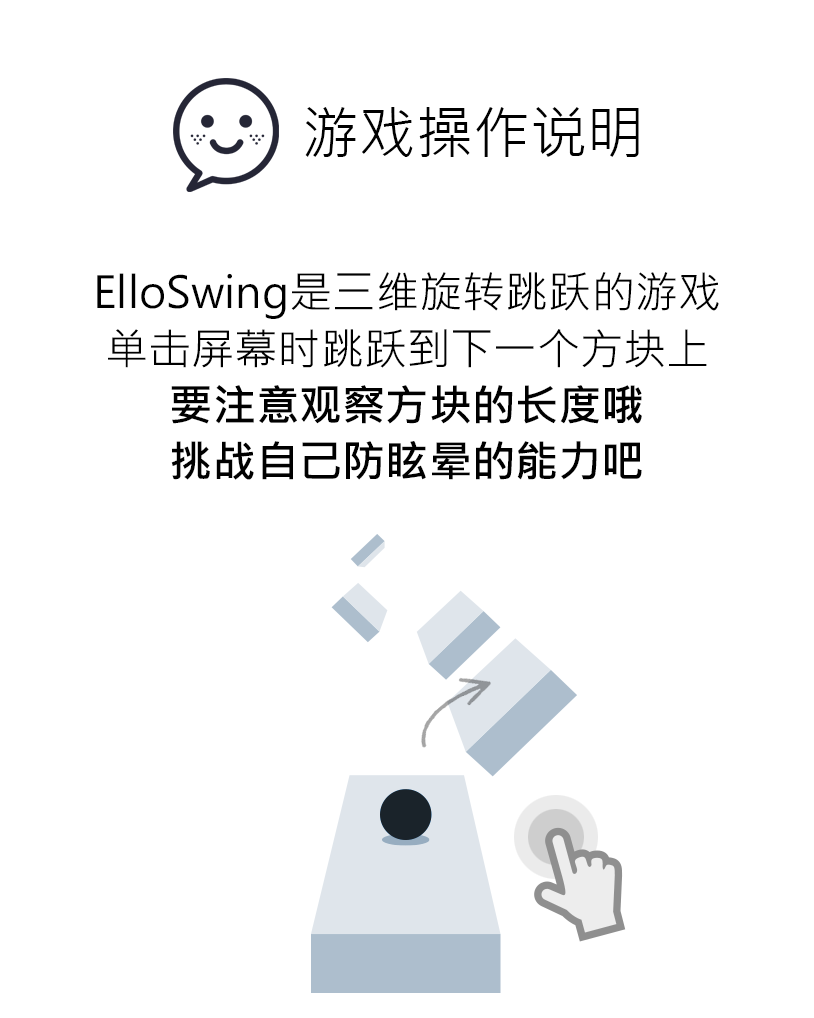 游戏操作说明
ElloSwing是三维旋转跳跃的游戏
单击屏幕时跳跃到下一个方块上
要注意观察方块的长度哦
挑战自己防眩晕的能力吧